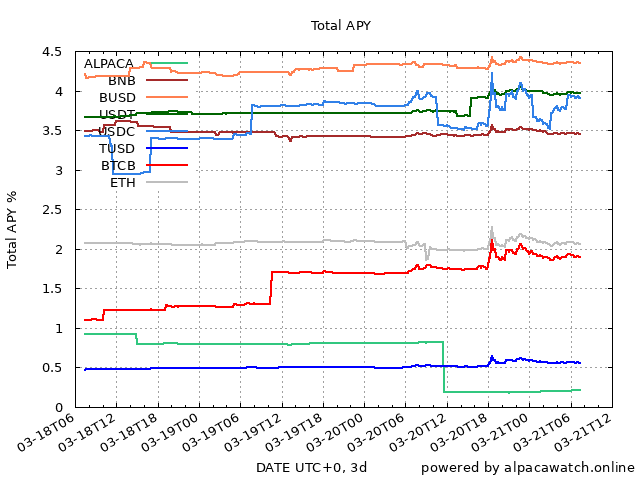 Total APY
4.5
4
3.5
3
2.5
2
1.5
1
0.5
0
Total APY %
ALPACA
BNB
BUSD
USDT
USDC
TUSD
BTCB
ETH
03-18T06
03-18T12
03-18T18
03-19T00
03-19T06
03-19T12
03-19T18
03-20T00
03-20T06
03-20T12
03-20T18
03-21T00
03-21T06
03-21T12
DATE UTC+0, 3d
powered by alpacawatch.online